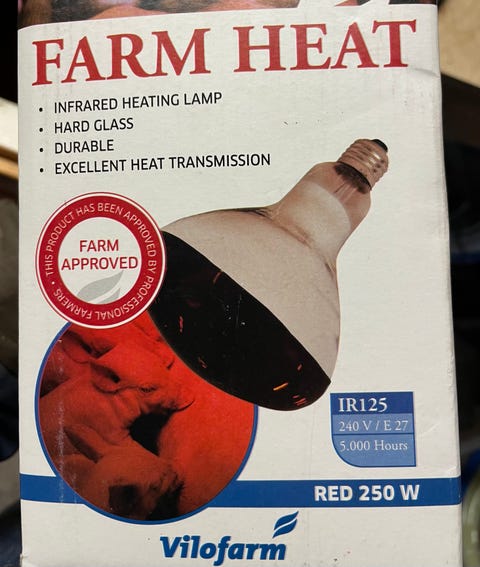 FARM HEAT
• INFRARED HEATING LAMP
• HARD GLASS
• DURABLE
• EXCELLENT HEAT TRANSMISSION
THIS PRODUCT HAS BEEN APPROVED BY PROFESSIONAL FARMERS •
FARM
APPROVED
IR125
240 V / E 27
5.000 Hours
RED 250 W
Vilofarm